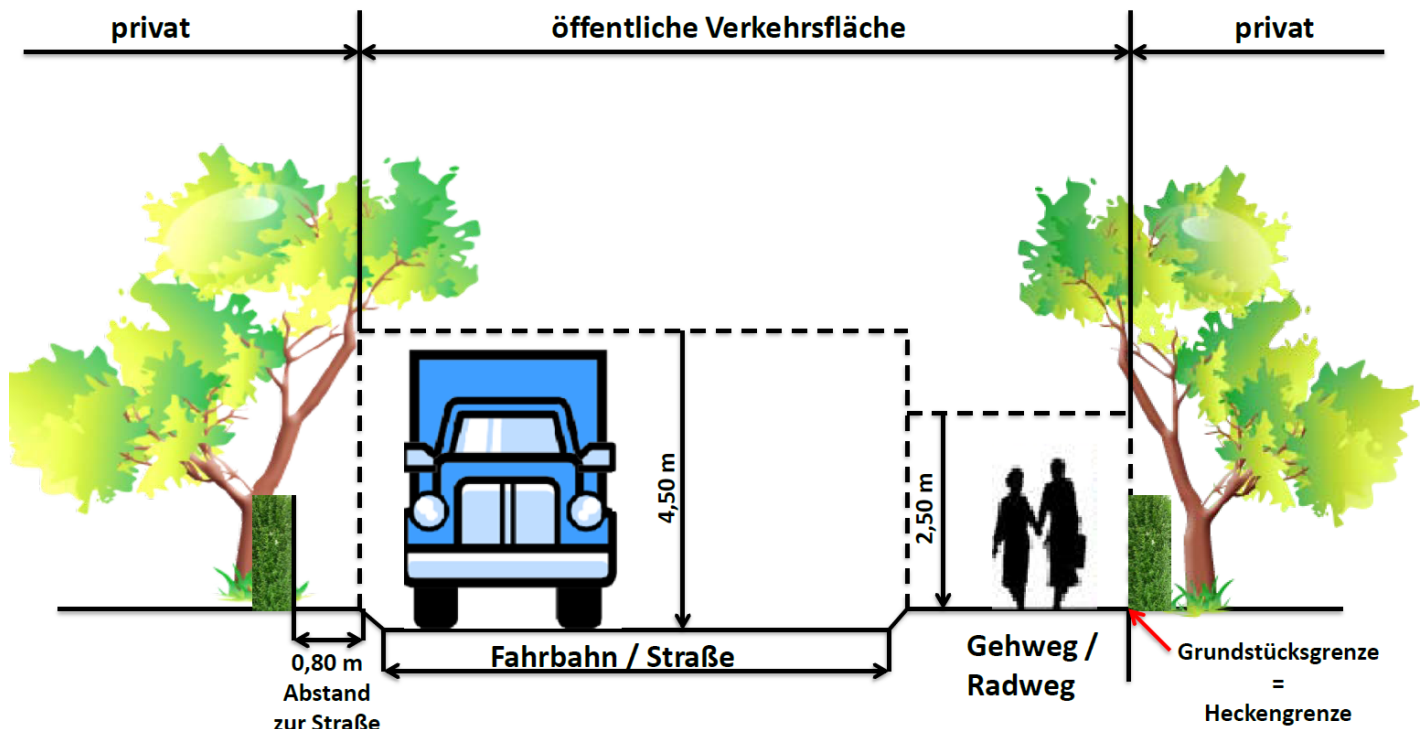 privat
öffentliche Verkehrsfläche
privat
4,50 m
2,50 m
0,80 m
Abstand
zur Straße
Fahrbahn / Straße
Gehweg /
Radweg
Grundstücksgrenze
=
Heckengrenze